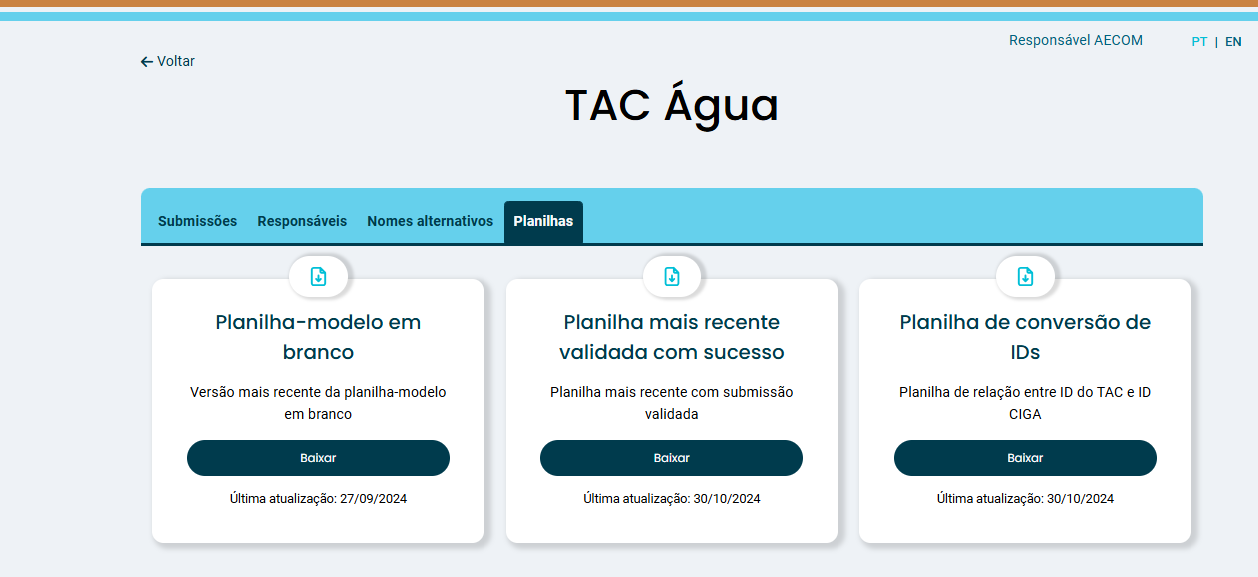 Responsável AECOM
PT | EN
Voltar
TAC Água
Submissões Responsáveis Nomes alternativos Planilhas
Planilha-modelo em
branco
Versão mais recente da planilha-modelo
em branco
Baixar
Última atualização: 27/09/2024
Planilha mais recente
validada com sucesso
Planilha mais recente com submissão
validada
Baixar
Última atualização: 30/10/2024
Planilha de conversão de
IDs
Planilha de relação entre ID do TAC e ID
CIGA
Baixar
Última atualização: 30/10/2024